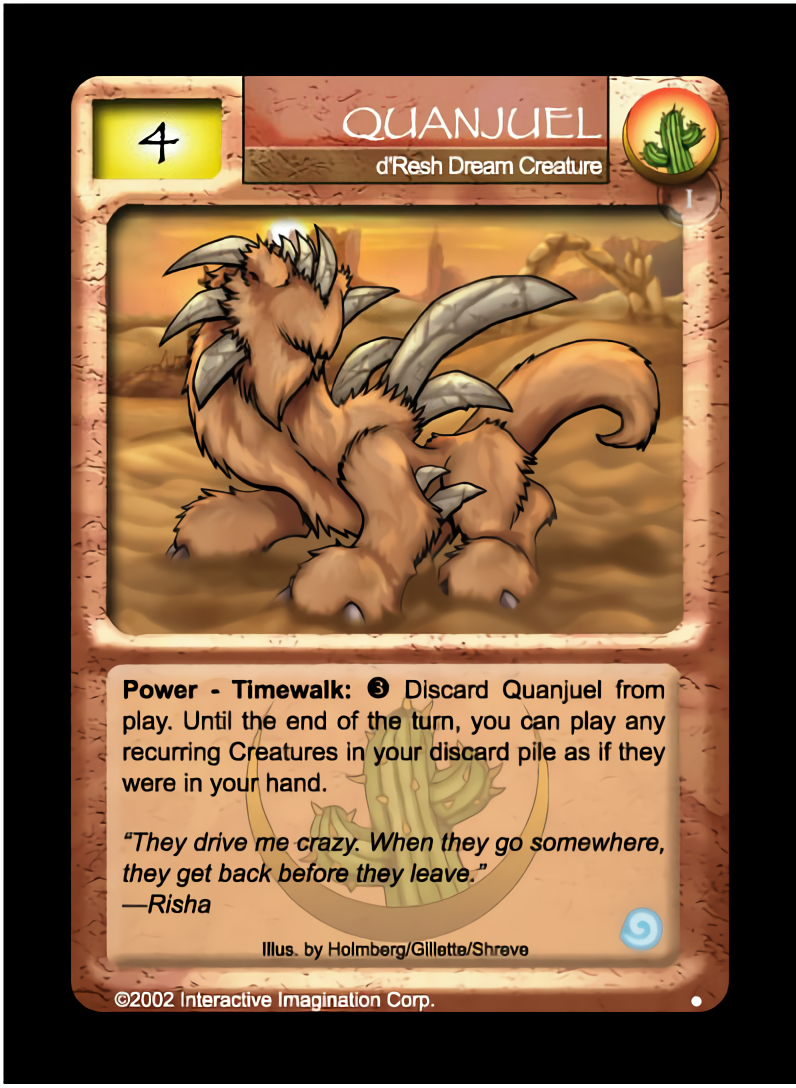 4
QUANJUEL
d'Resh Dream Creature
I
Power - Timewalk: ❸ Discard Quanjuel from
play. Until the end of the turn, you can play any
recurring Creatures in your discard pile as if they
were in your hand.
“They drive me crazy. When they go somewhere,
they get back before they leave.”
—Risha
Illus. by Holmberg/Gillette/Shreve
©2002 Interactive Imagination Corp.